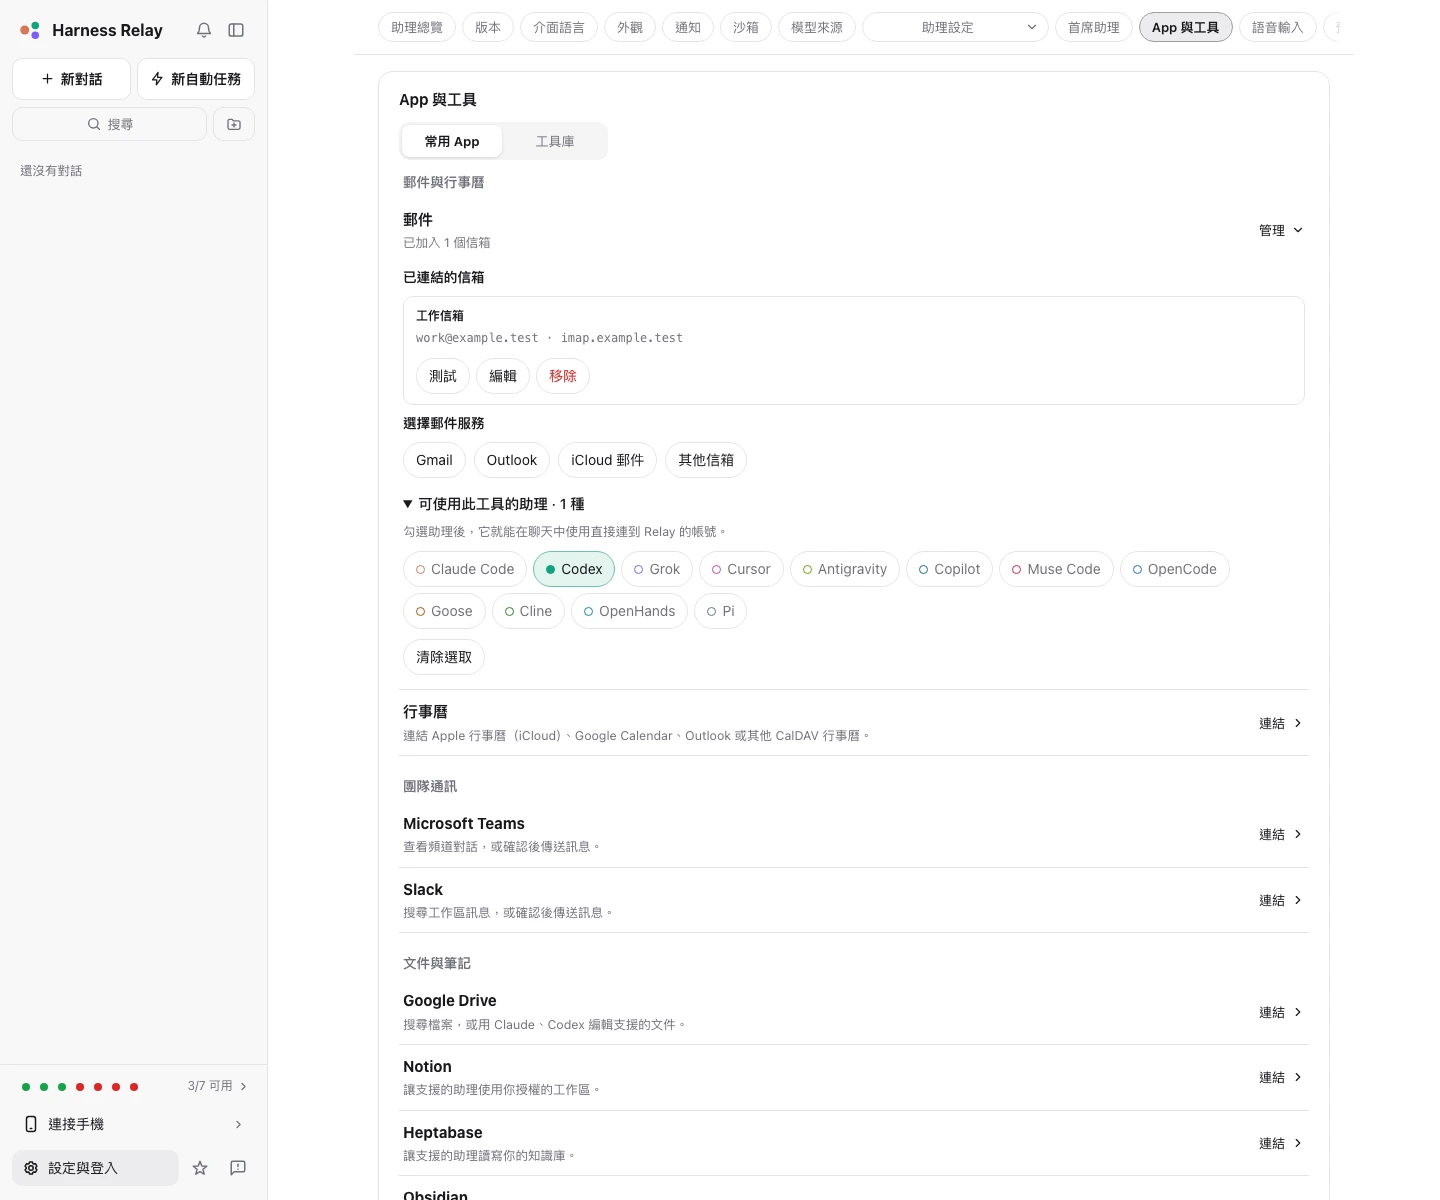 Harness Relay
新對話
新自動任務
搜尋
還沒有對話
3/7 可用
連接手機
設定與登入
助理總覽
版本
介面語言
外觀
通知
沙箱
模型來源
助理設定
首席助理
App 與工具
語音輸入
App 與工具
常用 App
工具庫
郵件與行事曆
郵件
已加入 1 個信箱
管理
已連結的信箱
工作信箱
work@example.test · imap.example.test
測試
編輯
移除
選擇郵件服務
Gmail
Outlook
iCloud 郵件
其他信箱
▼ 可使用此工具的助理 · 1 種
勾選助理後，它就能在聊天中使用直接連到 Relay 的帳號。
Claude Code
Codex
Grok
Cursor
Antigravity
Copilot
Muse Code
OpenCode
Goose
Cline
OpenHands
Pi
清除選取
行事曆
連結 Apple 行事曆（iCloud）、Google Calendar、Outlook 或其他 CalDAV 行事曆。
連結
團隊通訊
Microsoft Teams
查看頻道對話，或確認後傳送訊息。
連結
Slack
搜尋工作區訊息，或確認後傳送訊息。
連結
文件與筆記
Google Drive
搜尋檔案，或用 Claude、Codex 編輯支援的文件。
連結
Notion
讓支援的助理使用你授權的工作區。
連結
Heptabase
讓支援的助理讀寫你的知識庫。
連結
Obsidian